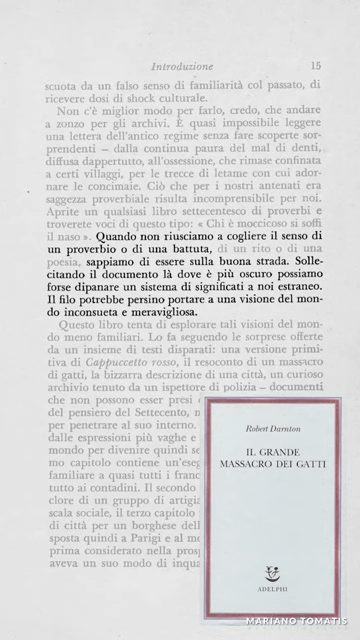 Introduzione 15
scuota da un falso senso di familiarità col passato, di
ricevere dosi di shock culturale.
Non c'è miglior modo per farlo, credo, che andare
a zonzo per gli archivi. È quasi impossibile leggere
una lettera dell'antico regime senza fare scoperte sor-
prendenti – dalla continua paura del mal di denti,
diffusa dappertutto, all'ossessione, che rimase confinata
a certi villaggi, per le trecce di letame con cui ador-
nare le concimaie. Ciò che per i nostri antenati era
saggezza proverbiale risulta incomprensibile per noi.
Aprite un qualsiasi libro settecentesco di proverbi e
troverete voci di questo tipo: « Chi è moccicoso si soffi
il naso ». Quando non riusciamo a cogliere il senso di
un proverbio o di una battuta, di un rito o di una
poesia, sappiamo di essere sulla buona strada. Solle-
citando il documento là dove è più oscuro possiamo
forse dipanare un sistema di significati a noi estraneo.
Il filo potrebbe persino portare a una visione del mon-
do inconsueta e meravigliosa.
Questo libro tenta di esplorare tali visioni del mon-
do meno familiari. Lo fa seguendo le sorprese offerte
da un insieme di testi disparati: una versione primi-
tiva di Cappuccetto rosso, il resoconto di un massacro
di gatti, la bizzarra descrizione di una città, un curioso
archivio tenuto da un ispettore di polizia – documenti
che non possono esser presi
del pensiero del Settecento,
per penetrare al suo interno.
dalle espressioni più vaghe e
mondo per divenire quindi se
mo capitolo contiene un'eseg
familiare a quasi tutti i franc
tutto ai contadini. Il secondo
clore di un gruppo di artigia
scala sociale, il terzo capitolo
di città per un borghese dell
sposta quindi a Parigi e al mo
prima considerato nella prosp
aveva un suo modo di inqua
Robert Darnton
IL GRANDE
MASSACRO DEI GATTI
ADELPHI
MARIANO TOMATIS